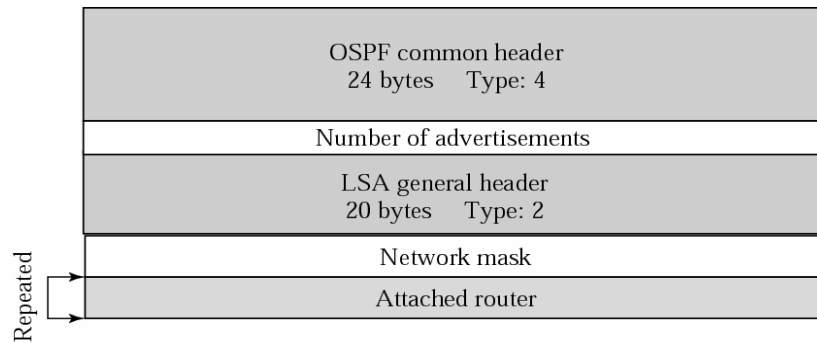 OSPF common header
24 bytes Type: 4
Number of advertisements
LSA general header
20 bytes Type: 2
Network mask
Attached router
Repeated